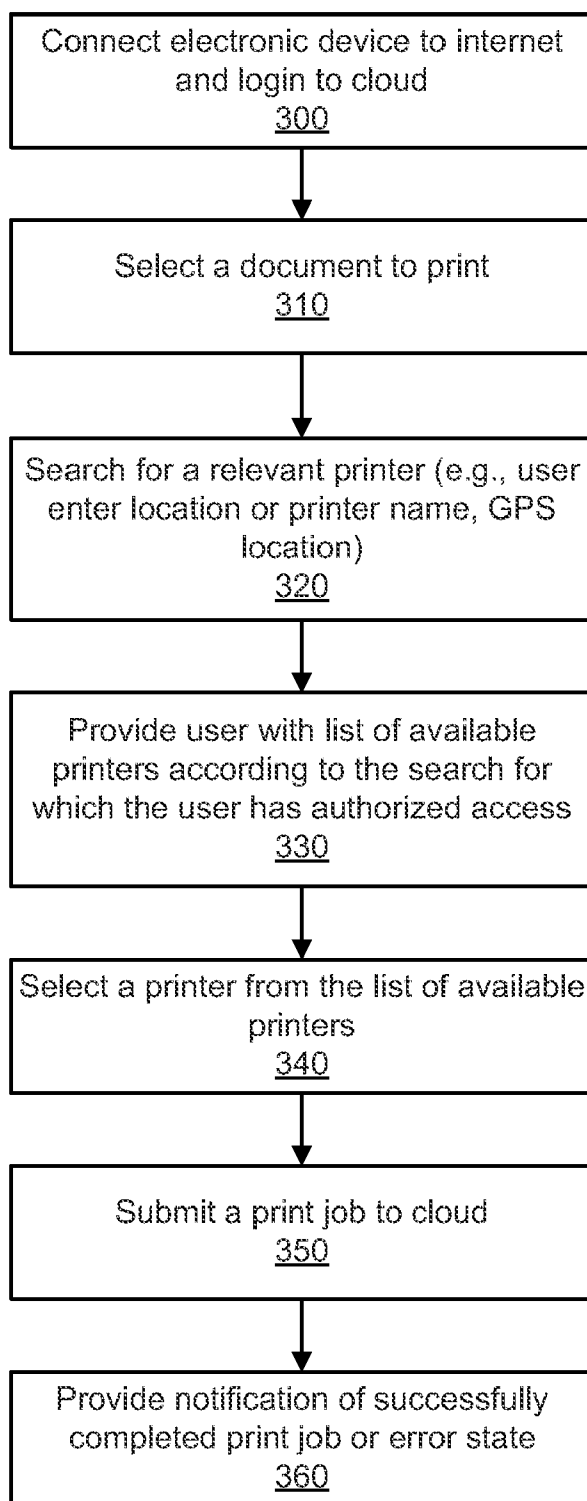 Connect electronic device to internet
and login to cloud
300
Select a document to print
310
Search for a relevant printer (e.g., user
enter location or printer name, GPS
location)
320
Provide user with list of available
printers according to the search for
which the user has authorized access
330
Select a printer from the list of available
printers
340
Submit a print job to cloud
350
Provide notification of successfully
completed print job or error state
360